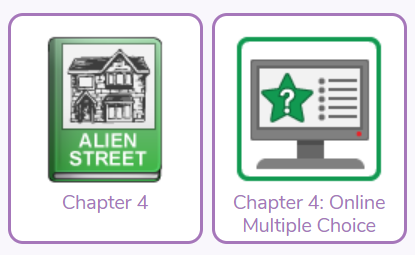 ALIEN
STREET
Chapter 4
?
Chapter 4: Online
Multiple Choice